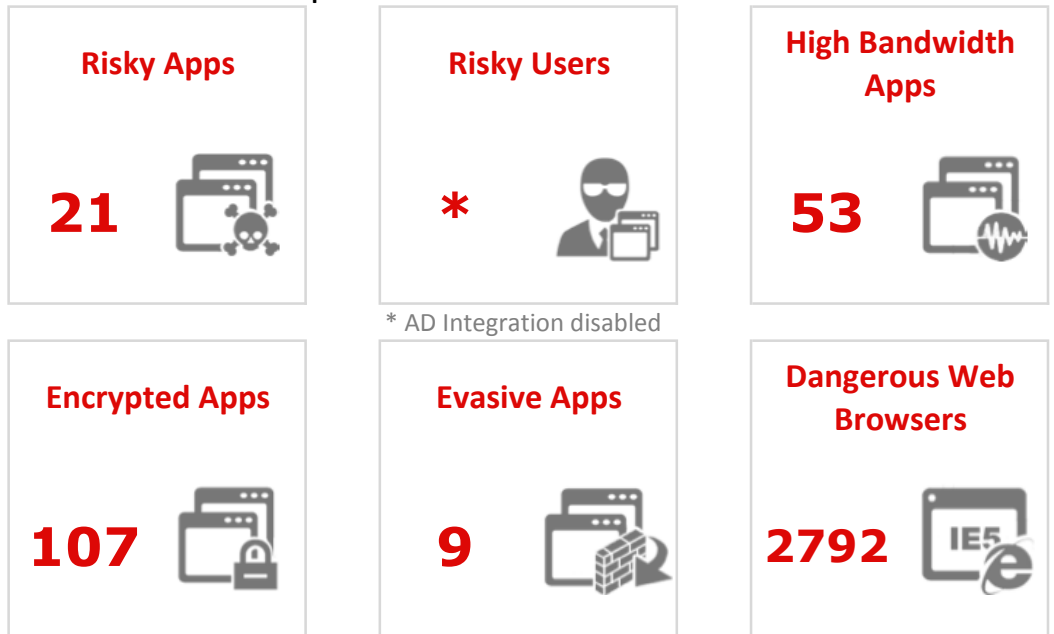 Risky Apps
21
Risky Users
*
High Bandwidth
Apps
53
* AD Integration disabled
Encrypted Apps
107
Evasive Apps
9
Dangerous Web
Browsers
2792
IE5